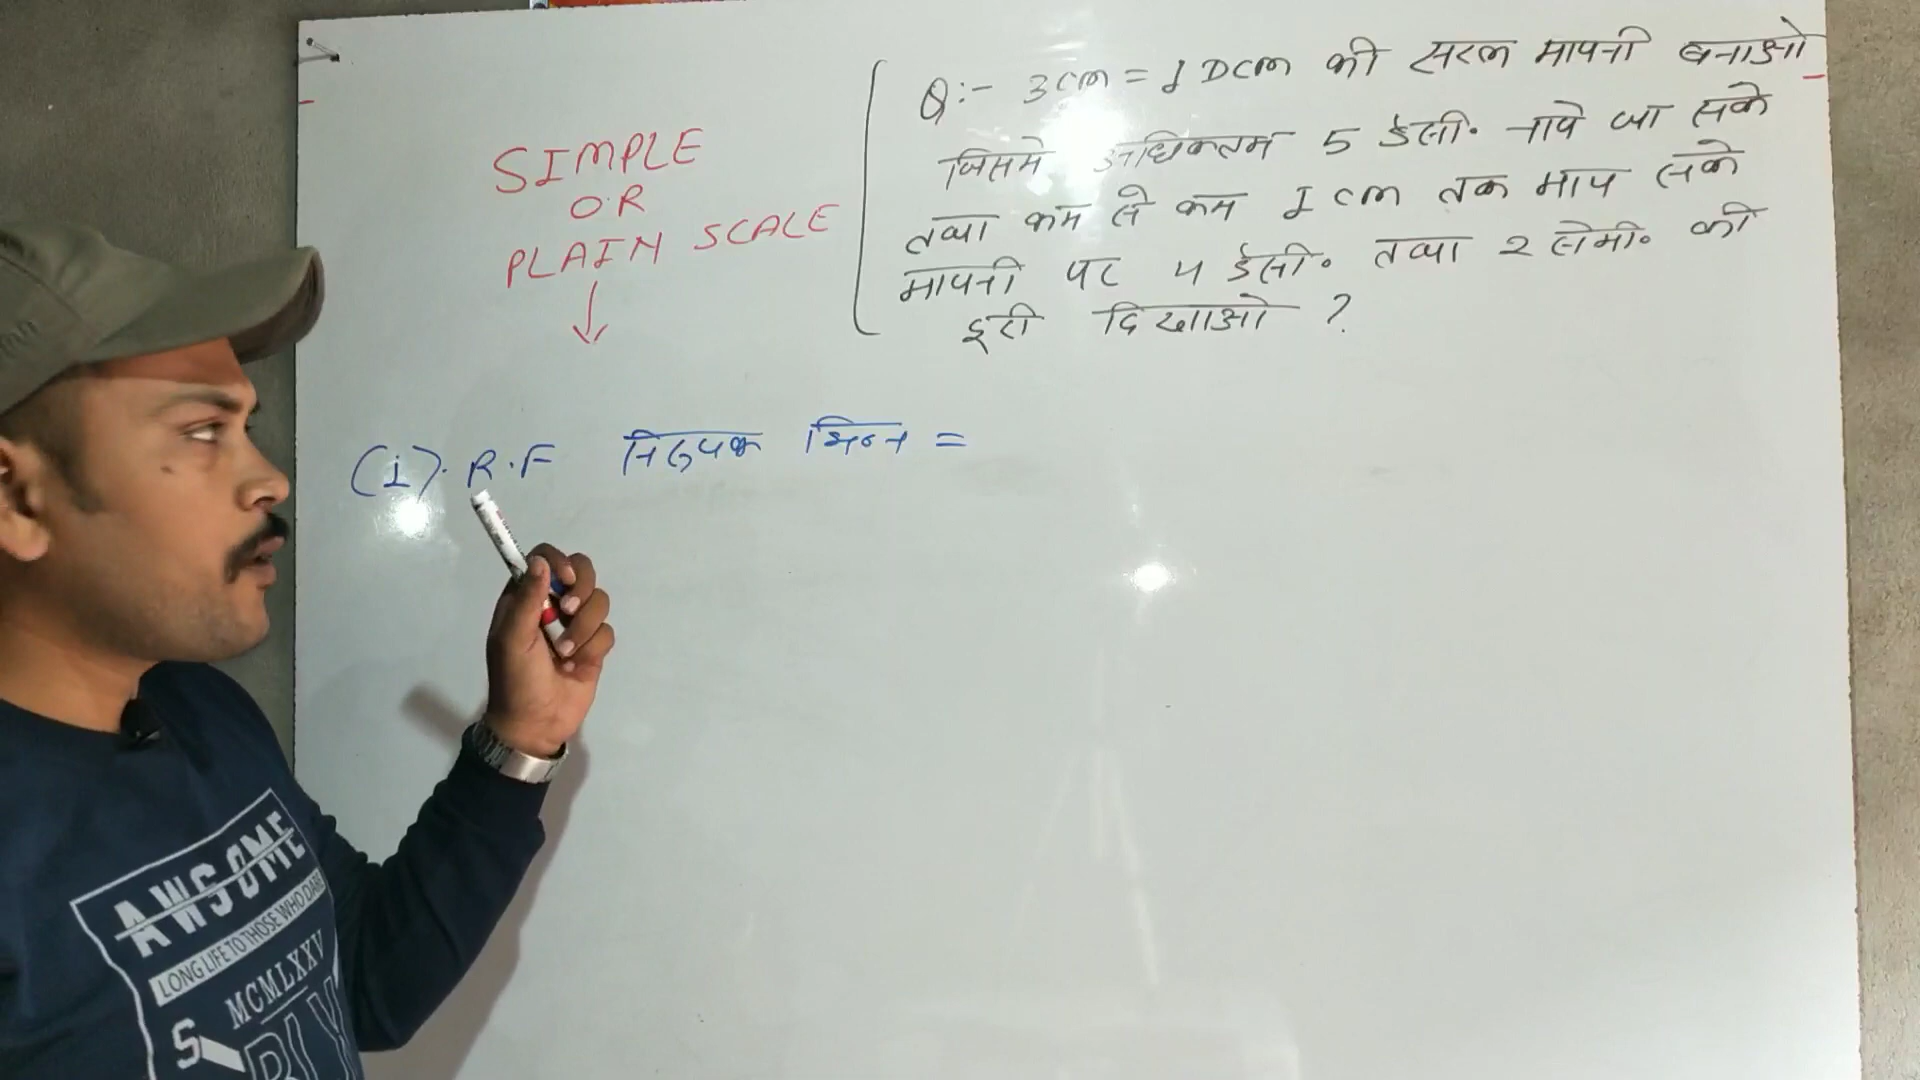 SIMPLE
OR
PLAIN SCALE
Q:- 3cm = 1 Dcm की सरल मापनी बनाओ
जिसमे अधिकतम 5 डेसी. नापे जा सके
तथा कम से कम 1 cm तक माप सके
मापनी पर 4 डेसी. तथा 2 सेमी. की
दूरी दिखाओ ?
(1). R.F निरूपक भिन्न =
AWSOME
LONG LIFE TO THOSE WHO DARE
MCMLXXV